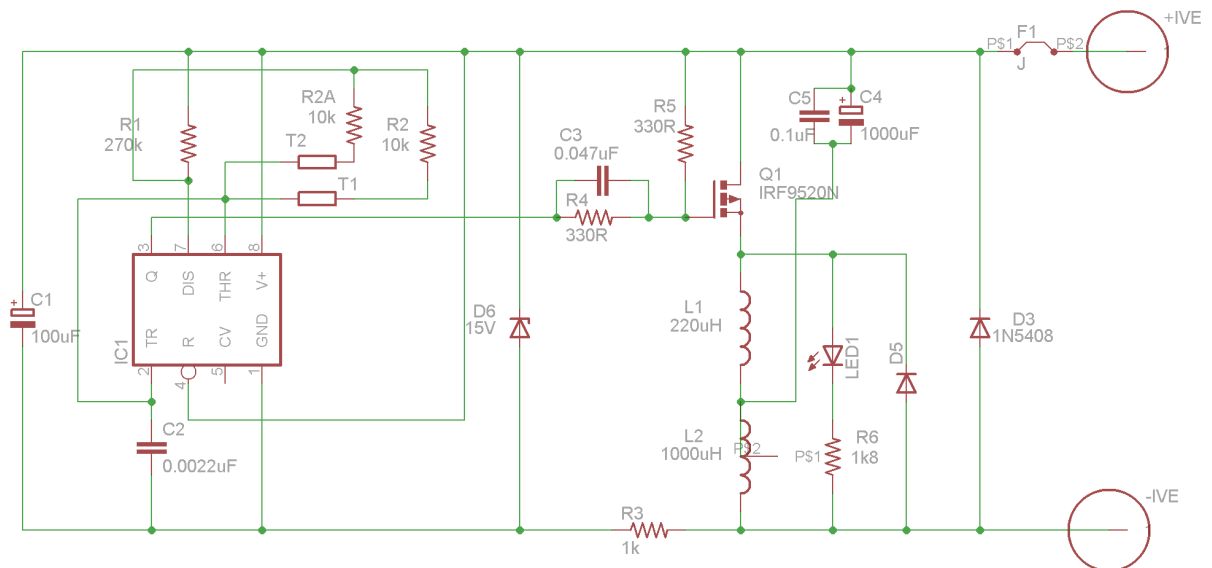 +IVE
F1
P$1
P$2
J
R2A
10k
R1
270k
R2
10k
T2
T1
C3
0.047uF
R5
330R
C5
0.1uF
+
C4
1000uF
Q1
IRF9520N
R4
330R
3
7
6
8
Q
DIS
THR
V+
+
C1
100uF
IC1
TR
R
CV
GND
2
4
5
1
D6
15V
L1
220uH
LED1
D5
D3
1N5408
C2
0.0022uF
L2
1000uH
P$2
P$1
R6
1k8
R3
1k
-IVE